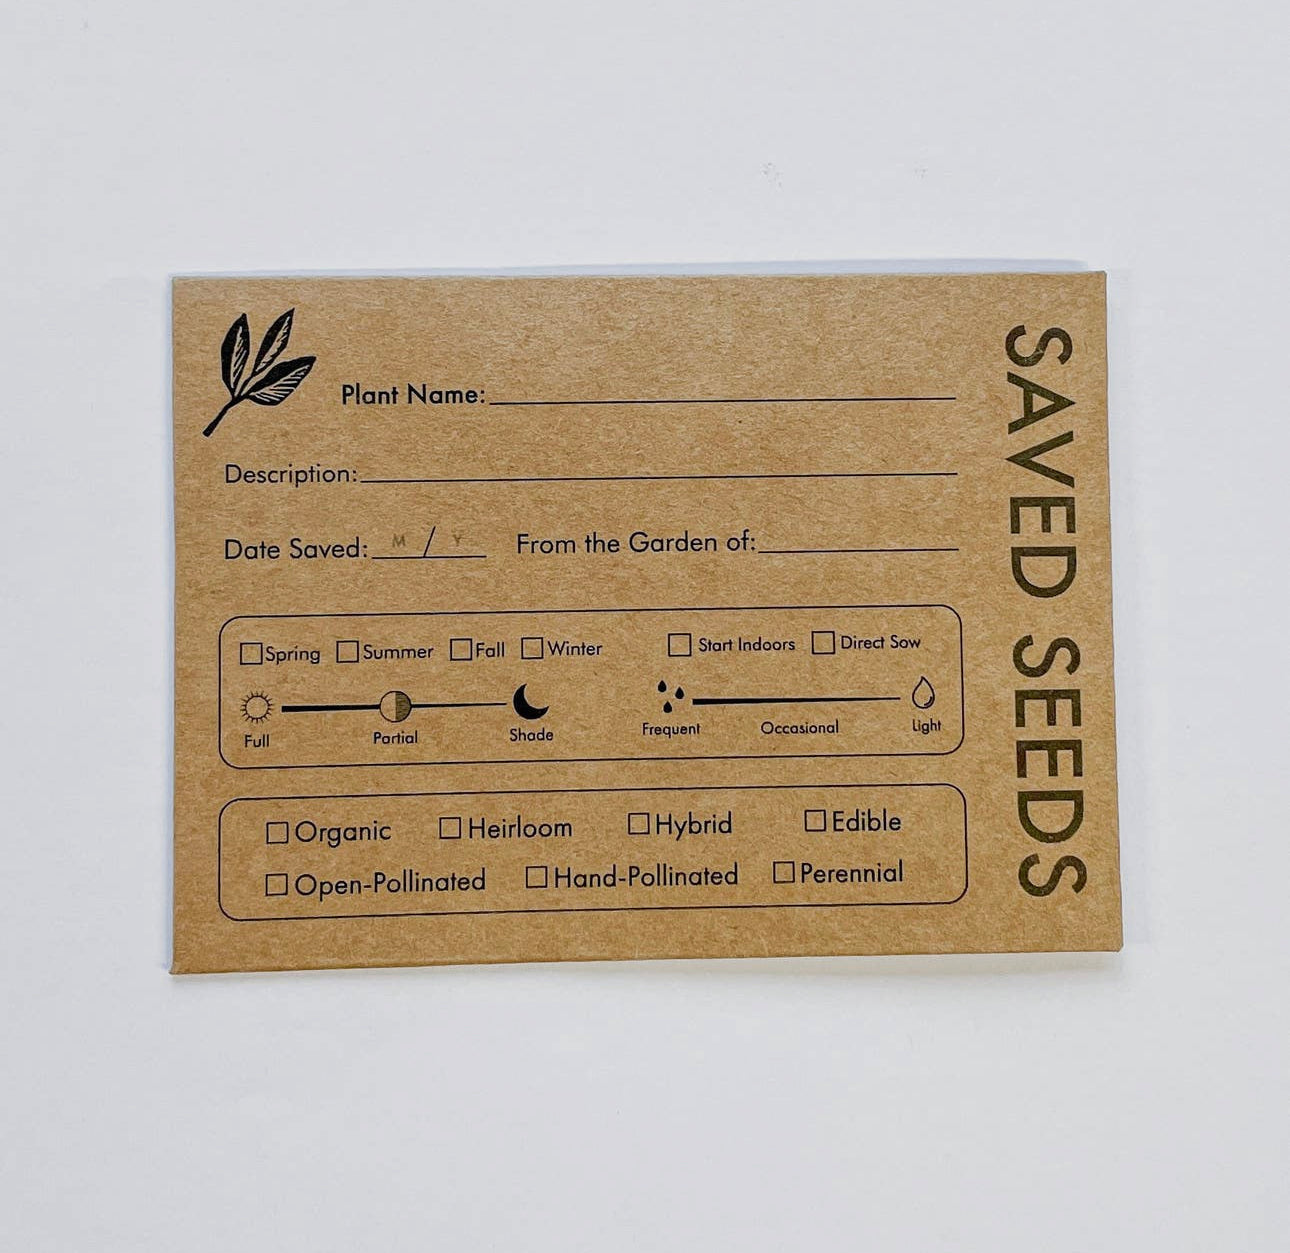 Plant Name:
Description:
Date Saved: M / Y From the Garden of:
Spring Summer Fall Winter Start Indoors Direct Sow
Full Partial Shade Frequent Occasional Light
Organic Heirloom Hybrid Edible
Open-Pollinated Hand-Pollinated Perennial
SAVED SEEDS